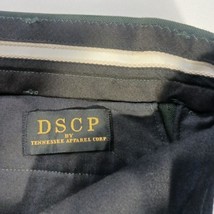 DSCP
BY
TENNESSEE APPAREL CORP.